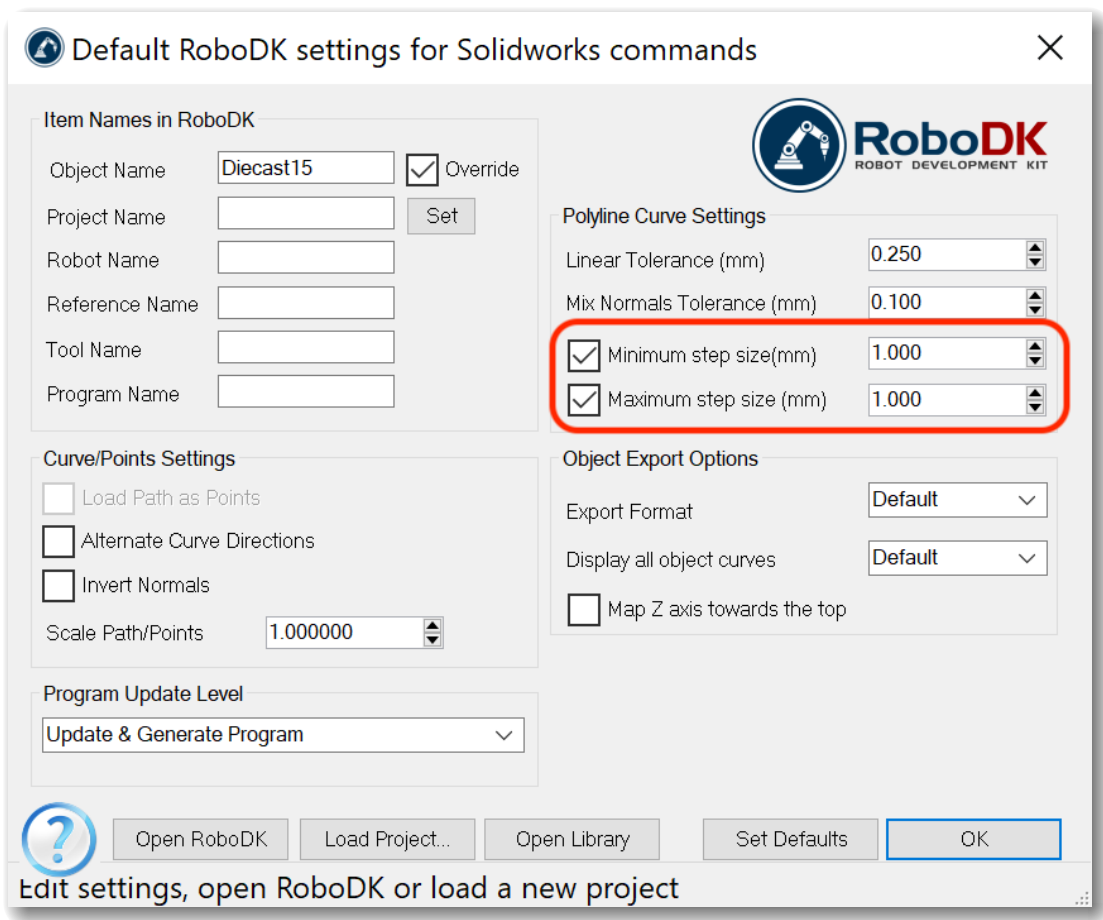 Default RoboDK settings for Solidworks commands
Item Names in RoboDK
Object Name Diecast15 Override
Project Name Set
Robot Name
Reference Name
Tool Name
Program Name
RoboDK
ROBOT DEVELOPMENT KIT
Polyline Curve Settings
Linear Tolerance (mm) 0.250
Mix Normals Tolerance (mm) 0.100
Minimum step size(mm) 1.000
Maximum step size (mm) 1.000
Curve/Points Settings
Load Path as Points
Alternate Curve Directions
Invert Normals
Scale Path/Points 1.000000
Object Export Options
Export Format Default
Display all object curves Default
Map Z axis towards the top
Program Update Level
Update & Generate Program
? Open RoboDK Load Project... Open Library Set Defaults OK
Edit settings, open RoboDK or load a new project